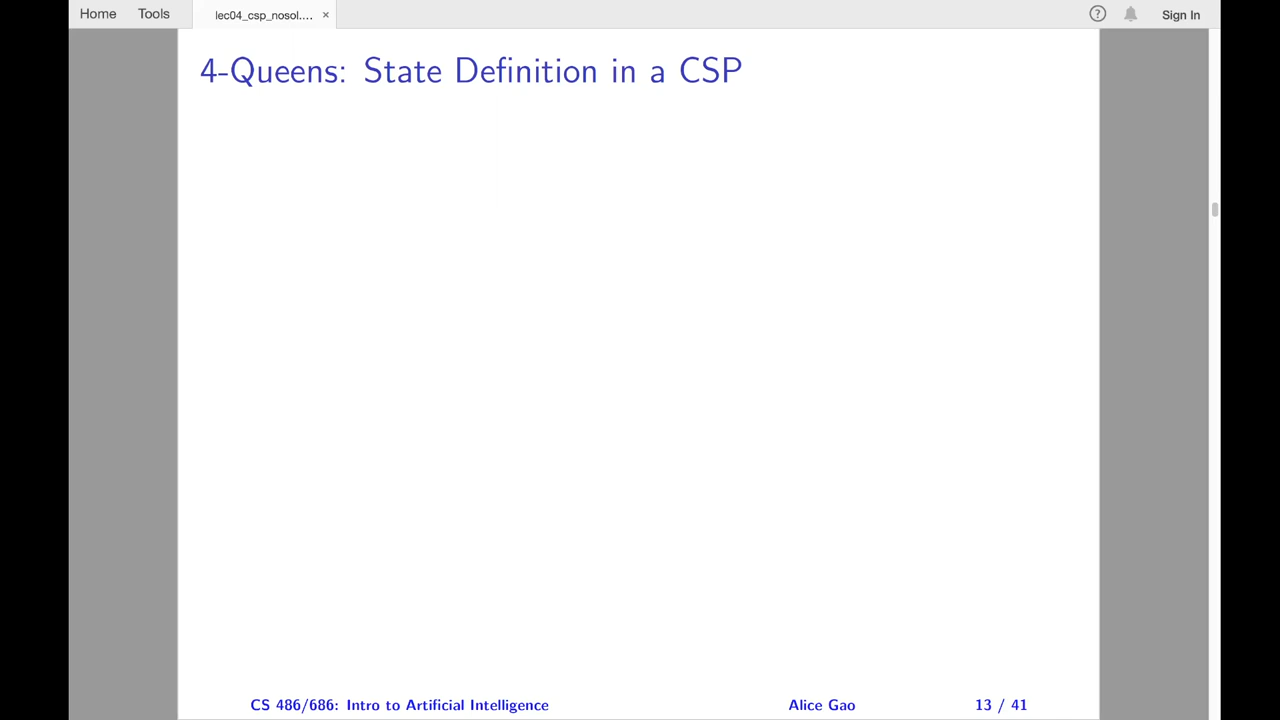 Home Tools lec04_csp_nosol.... × ? Sign In
4-Queens: State Definition in a CSP
CS 486/686: Intro to Artificial Intelligence Alice Gao 13 / 41